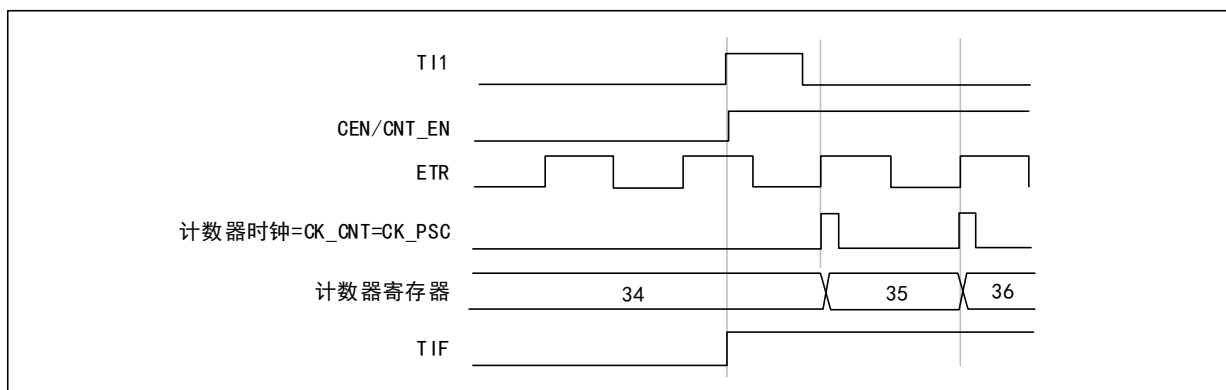 TI1
CEN/CNT_EN
ETR
计数器时钟=CK_CNT=CK_PSC
计数器寄存器 34 35 36
TIF